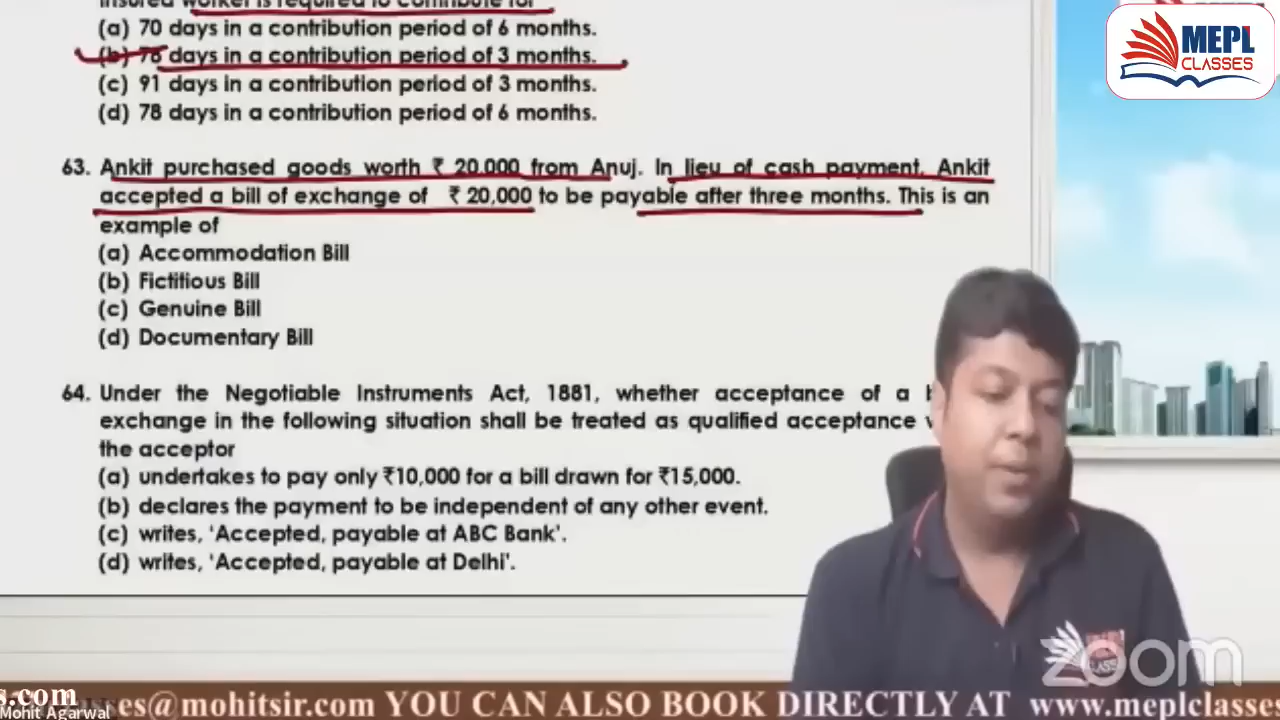 insured worker is required to contribute for
(a) 70 days in a contribution period of 6 months.
(b) 78 days in a contribution period of 3 months.
(c) 91 days in a contribution period of 3 months.
(d) 78 days in a contribution period of 6 months.
63. Ankit purchased goods worth ₹ 20,000 from Anuj. In lieu of cash payment, Ankit
accepted a bill of exchange of ₹ 20,000 to be payable after three months. This is an
example of
(a) Accommodation Bill
(b) Fictitious Bill
(c) Genuine Bill
(d) Documentary Bill
64. Under the Negotiable Instruments Act, 1881, whether acceptance of a
exchange in the following situation shall be treated as qualified acceptance
the acceptor
(a) undertakes to pay only ₹10,000 for a bill drawn for ₹15,000.
(b) declares the payment to be independent of any other event.
(c) writes, 'Accepted, payable at ABC Bank'.
(d) writes, 'Accepted, payable at Delhi'.
MEPL
CLASSES
zoom
s.com
Mohit Agarwal
es@mohitsir.com YOU CAN ALSO BOOK DIRECTLY AT www.meplclasses